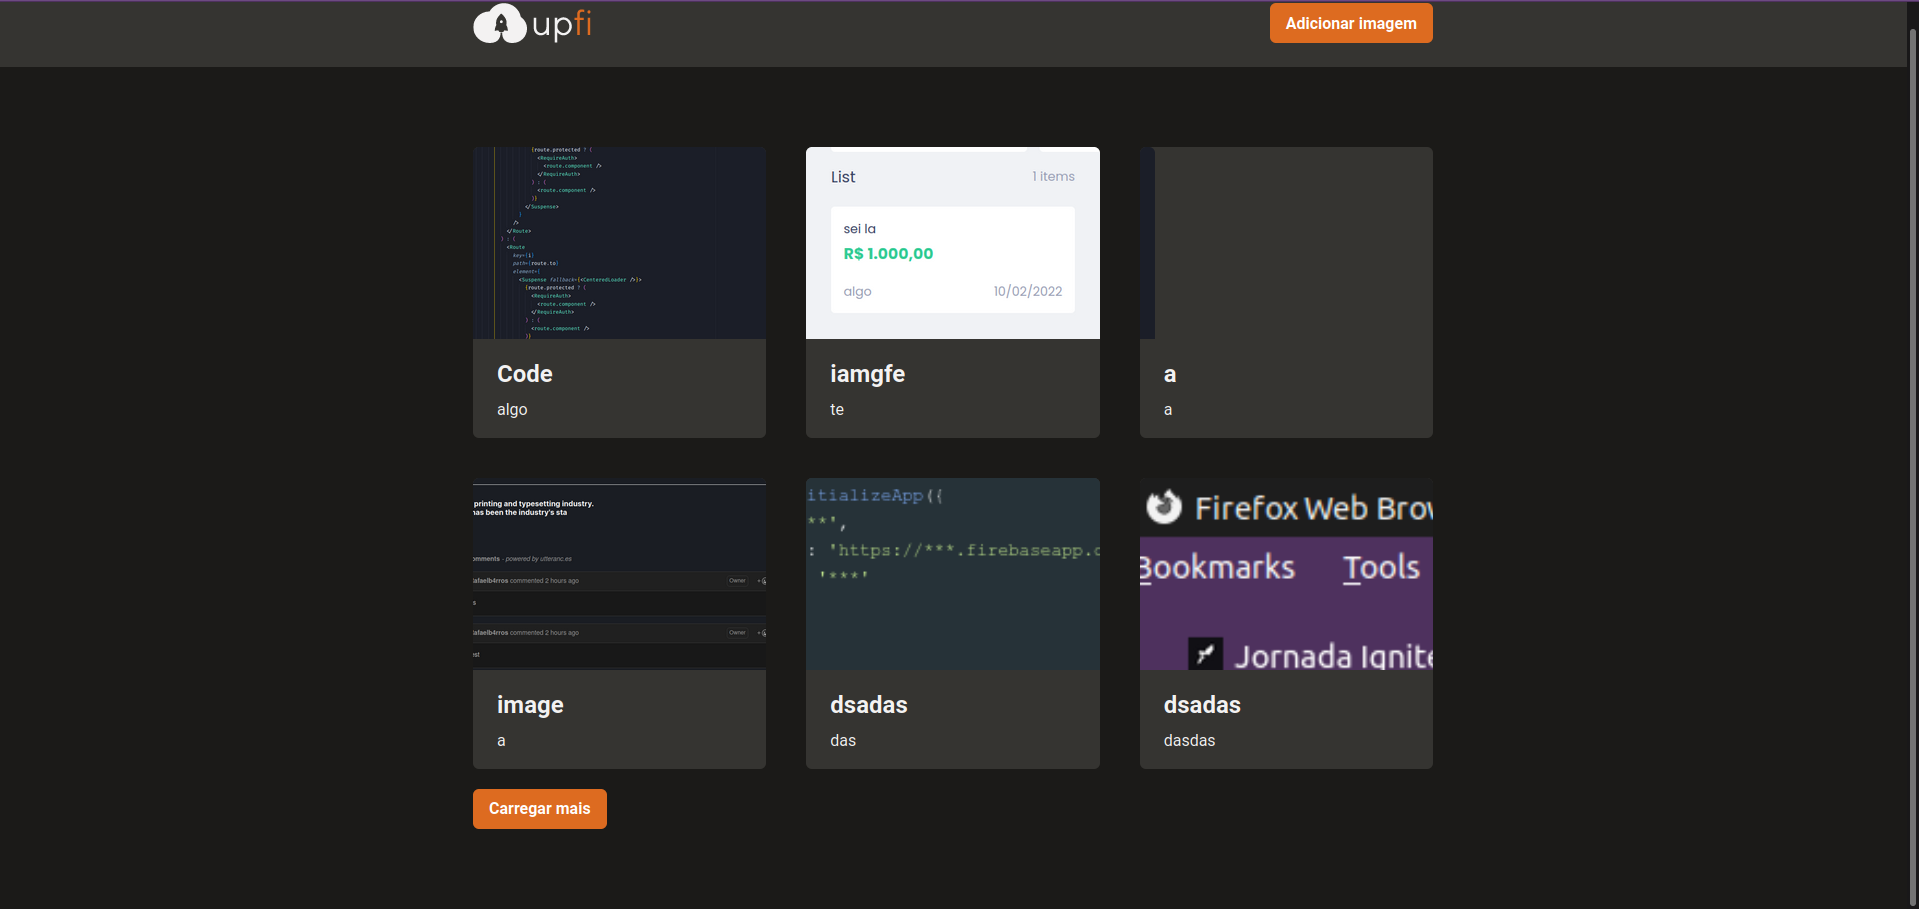 upfi
Adicionar imagem
{route.protected ? (
<RequireAuth>
<route.component />
</RequireAuth>
) : (
<route.component />
)}
</Suspense>
}
/>
</Route>
) : (
<Route
key={i}
path={route.to}
element={
<Suspense fallback={<CenteredLoader />}>
{route.protected ? (
<RequireAuth>
<route.component />
</RequireAuth>
) : (
<route.component />
)}
Code
algo
List 1 items
sei la
R$ 1.000,00
algo 10/02/2022
iamgfe
te
a
a
printing and typesetting industry.
has been the industry's sta
omments - powered by utteranc.es
afaelb4rros commented 2 hours ago Owner
s
afaelb4rros commented 2 hours ago Owner
est
image
a
itializeApp({
**',
: 'https://***.firebaseapp.c
'***'
dsadas
das
Firefox Web Brow
Bookmarks Tools
Jornada Ignite
dsadas
dasdas
Carregar mais